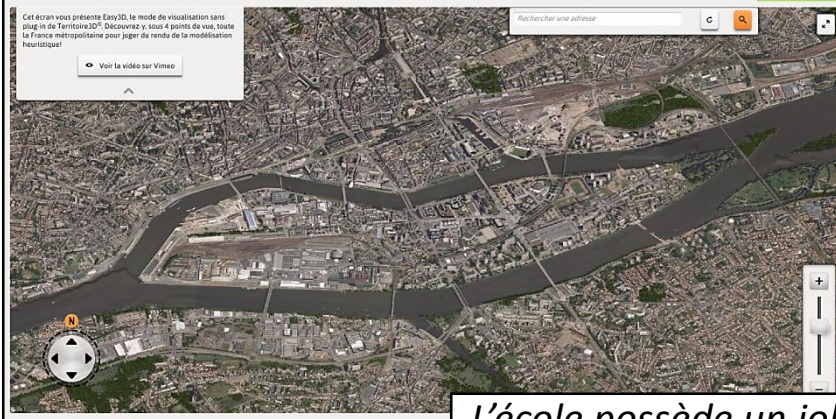 Cet écran vous présente Easy3D, le mode de visualisation sans
plug-in de Territoire3D®. Découvrez-y, sous 4 points de vue, toute
la France métropolitaine pour juger du rendu de la modélisation
heuristique!
Voir la vidéo sur Vimeo
Rechercher une adresse
N
L'école possède un jo